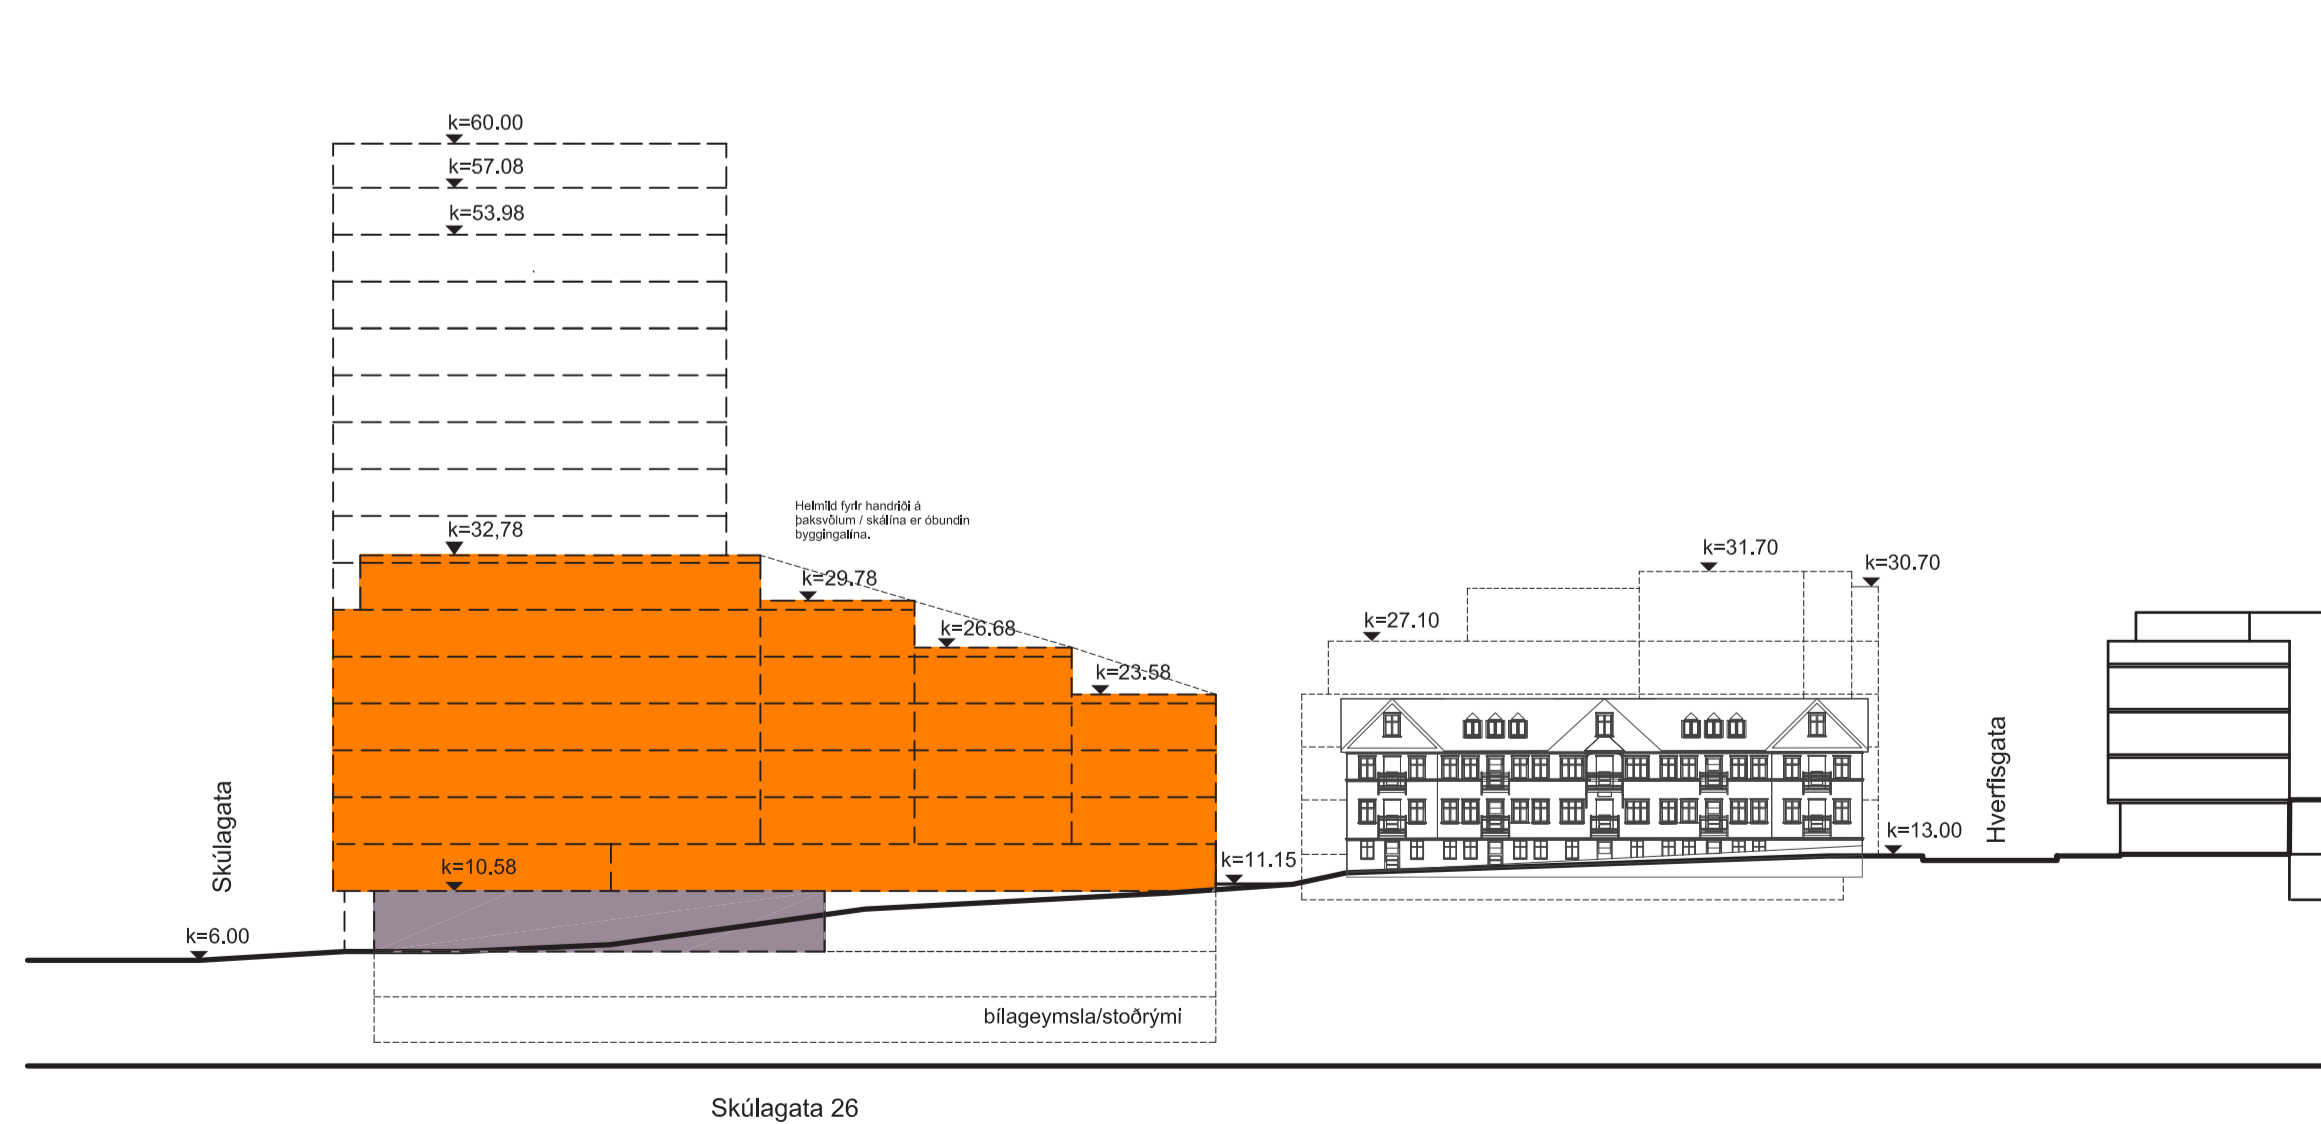 k=60.00
k=57.08
k=53.98
k=32,78
Heimild fyrir handriði á
þaksvölum / skálína er óbundin
byggingalína.
k=29.78
k=26.68
k=23.58
k=31.70
k=30.70
k=27.10
Skúlagata
Hverfisgata
k=13.00
k=10.58
k=11.15
k=6.00
bílageymsla/stoðrými
Skúlagata 26